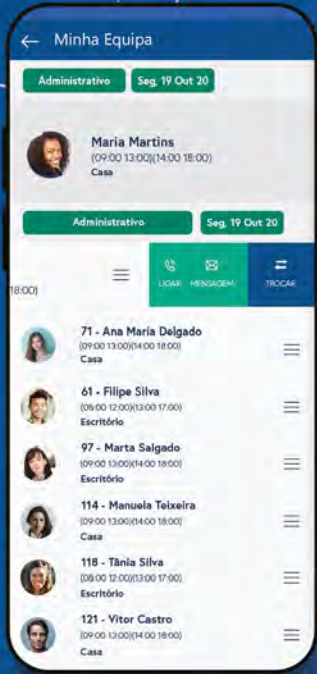 Minha Equipa
Administrativo Seg, 19 Out 20
Maria Martins
(09:00 13:00)(14:00 18:00)
Casa
Administrativo Seg, 19 Out 20
18:00)
LIGAR MENSAGEM TROCAR
71 - Ana Maria Delgado
(09:00 13:00)(14:00 18:00)
Casa
61 - Filipe Silva
(08:00 12:00)(13:00 17:00)
Escritório
97 - Marta Salgado
(09:00 13:00)(14:00 18:00)
Escritório
114 - Manuela Teixeira
(09:00 13:00)(14:00 18:00)
Casa
118 - Tânia Silva
(08:00 12:00)(13:00 17:00)
Escritório
121 - Vitor Castro
(09:00 13:00)(14:00 18:00)
Casa